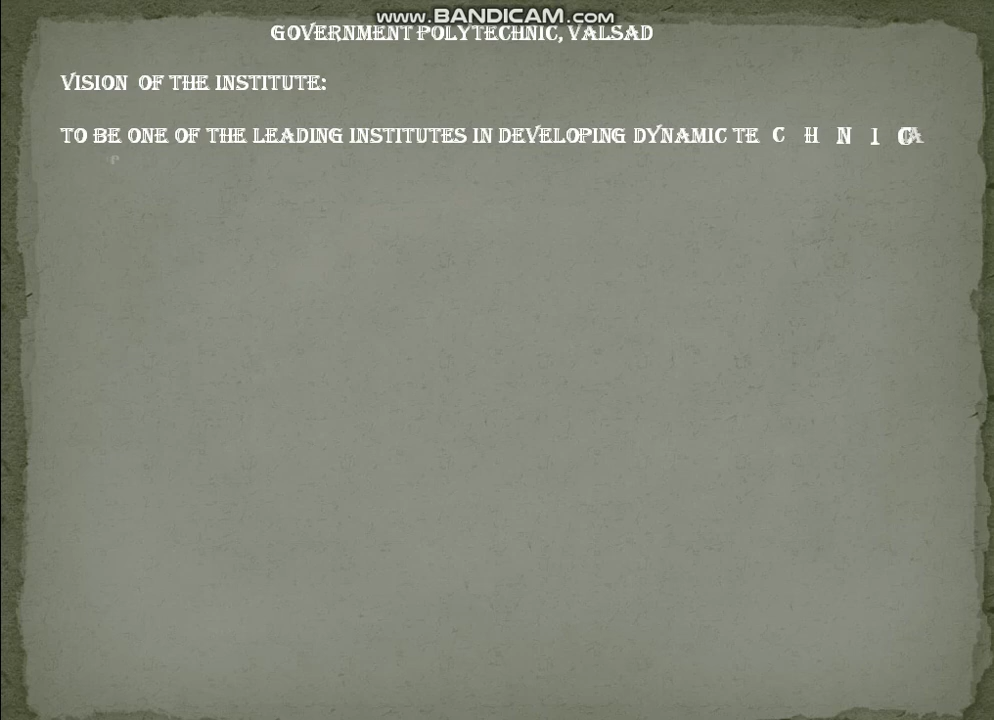 WWW.BANDICAM.COM
GOVERNMENT POLYTECHNIC, VALSAD
VISION OF THE INSTITUTE:
TO BE ONE OF THE LEADING INSTITUTES IN DEVELOPING DYNAMIC TE C H N I CA